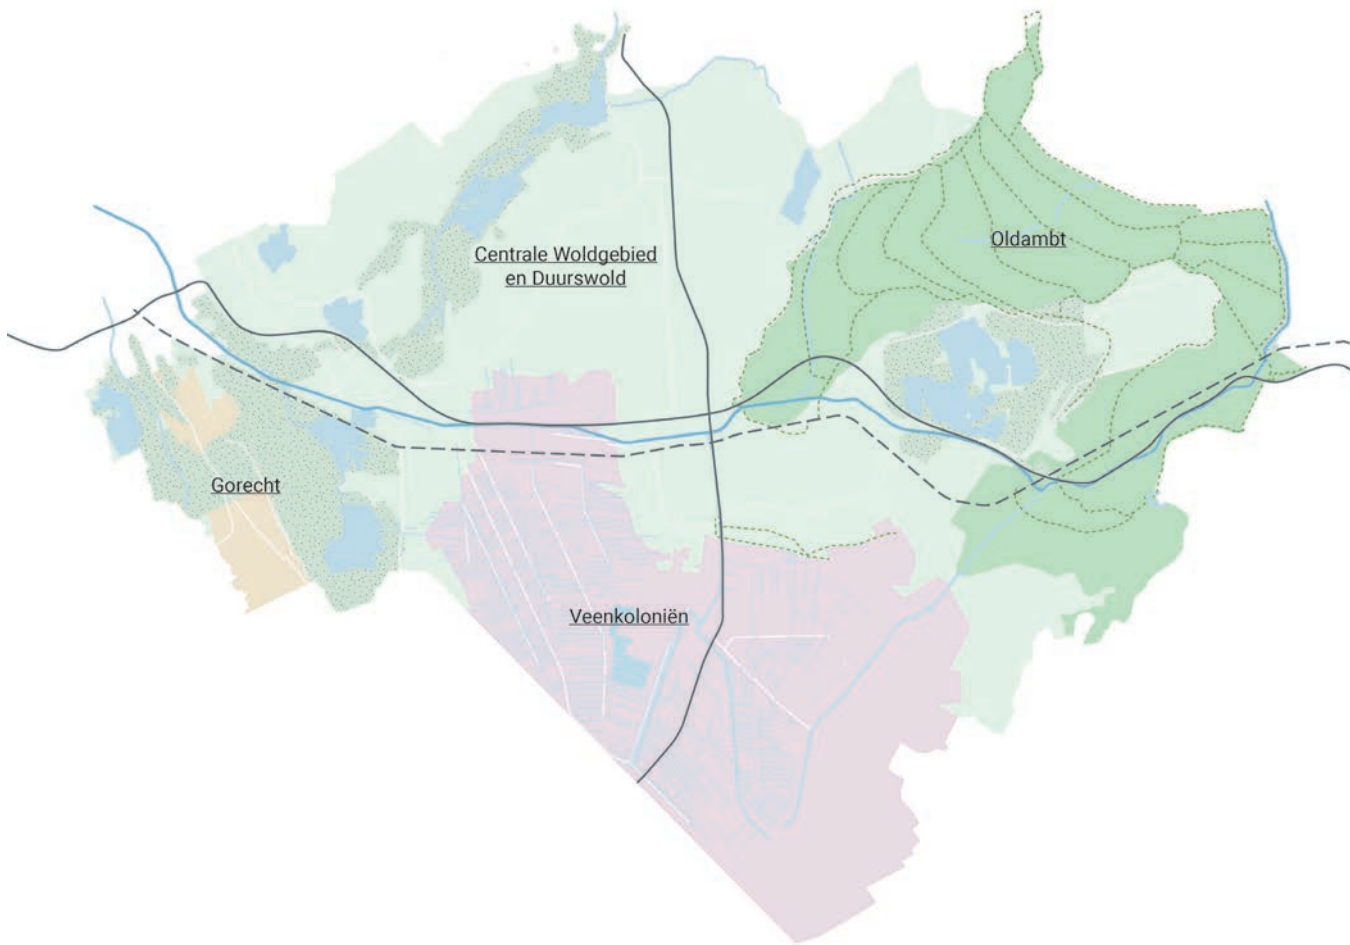 Oldambt
Centrale Woldgebied
en Duurswold
Gorecht
Veenkoloniën